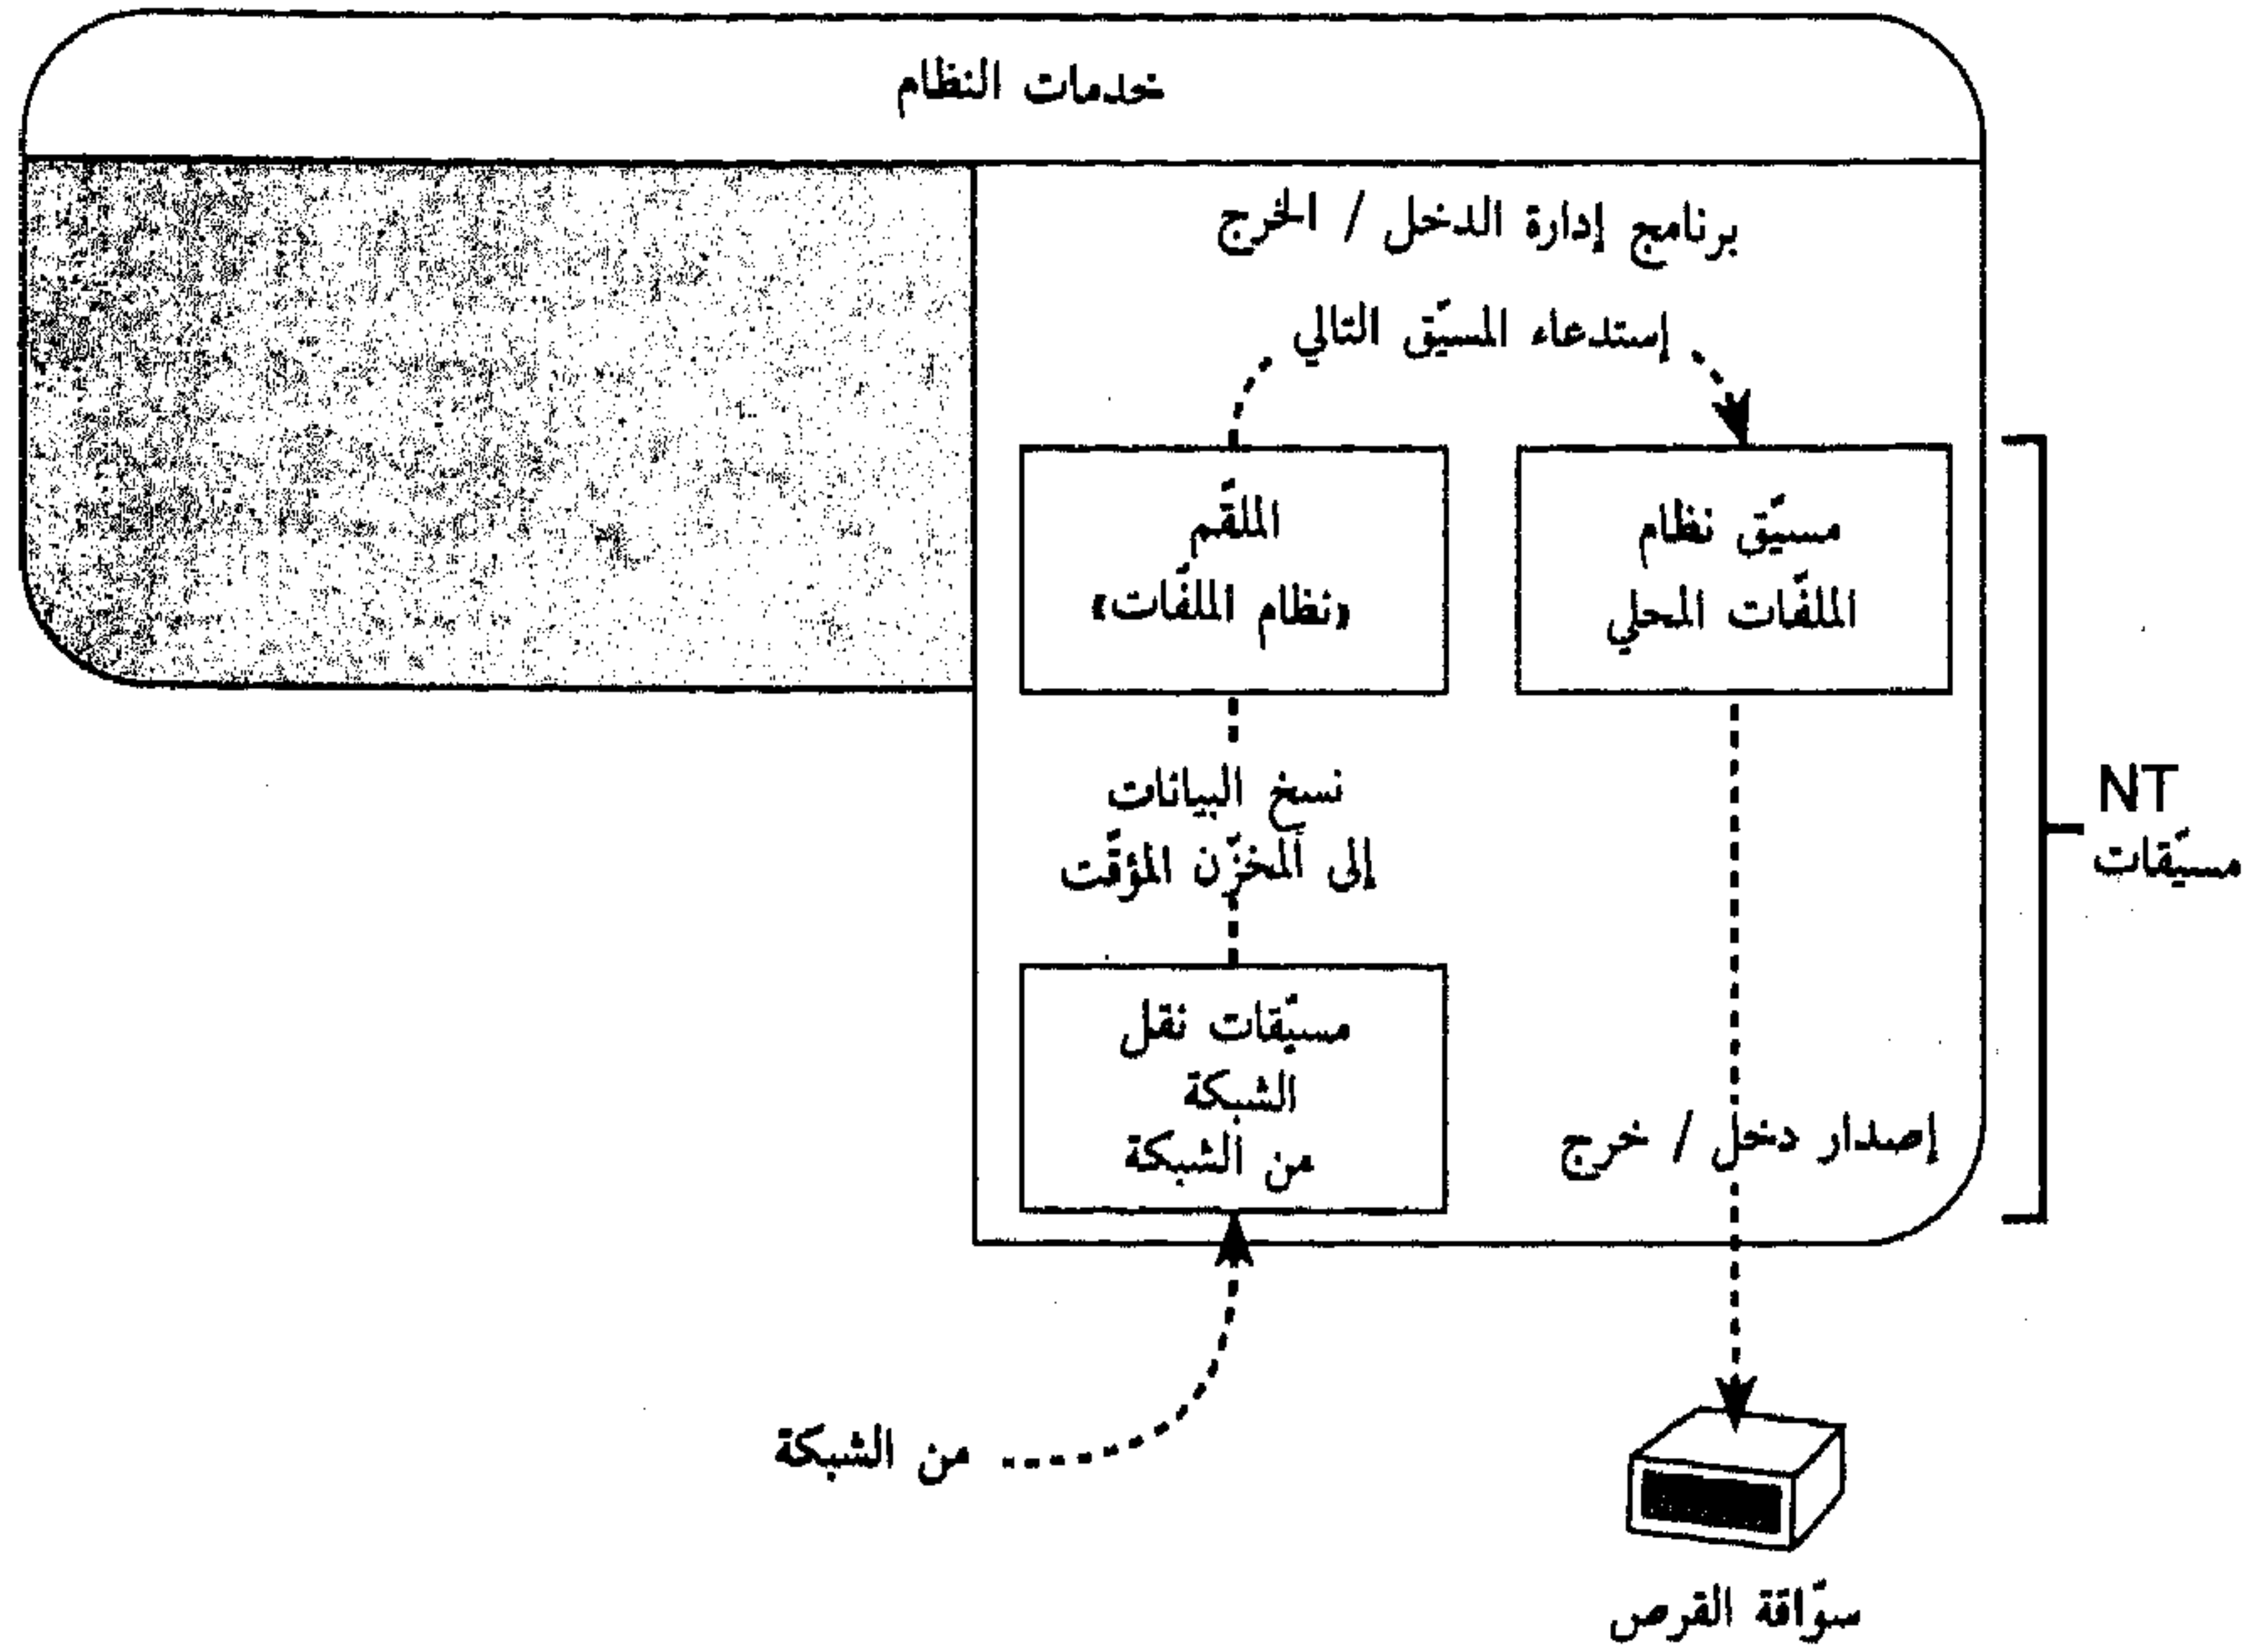 خدمات النظام
برنامج إدارة الدخل / الخرج
إستدعاء المسيّق التالي
مسيّق نظام
الملفّات المحلي
الملقّم
«نظام الملفّات»
NT
مسيّقات
نسخ البيانات
إلى المخزّن المؤقّت
مسيّقات نقل
الشبكة
من الشبكة
إصدار دخل / خرج
من الشبكة
سوّاقة القرص